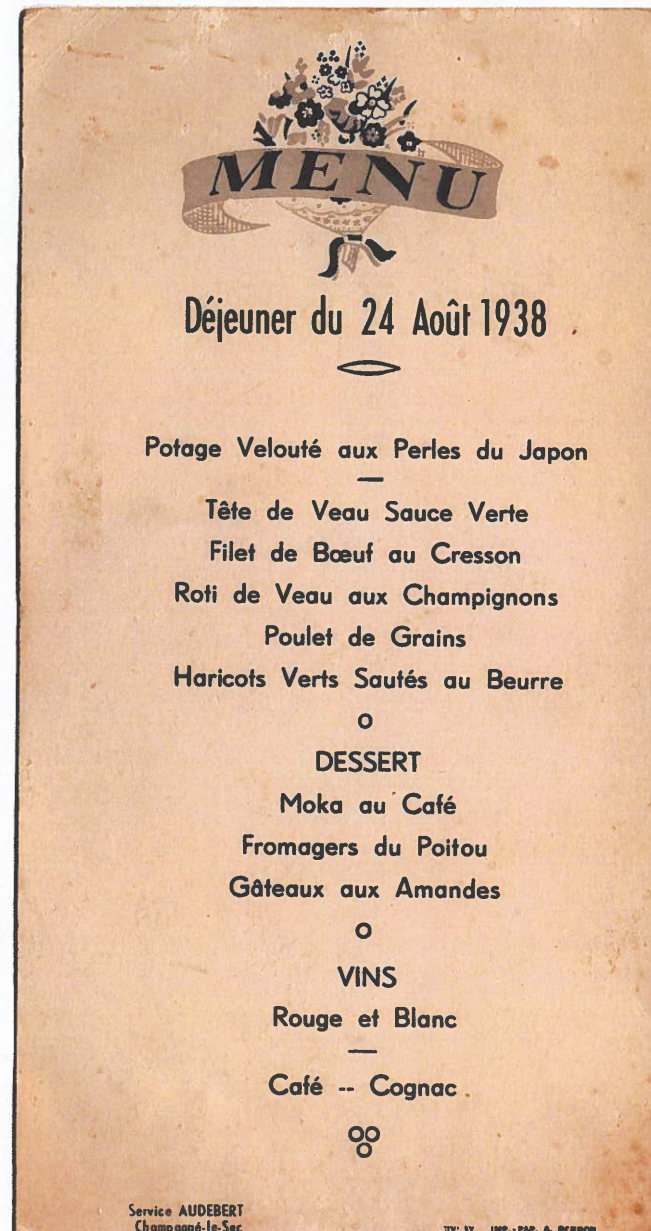 MENU
Déjeuner du 24 Août 1938
Potage Velouté aux Perles du Japon
Tête de Veau Sauce Verte
Filet de Bœuf au Cresson
Roti de Veau aux Champignons
Poulet de Grains
Haricots Verts Sautés au Beurre
DESSERT
Moka au Café
Fromagers du Poitou
Gâteaux aux Amandes
VINS
Rouge et Blanc
Café -- Cognac
Service AUDEBERT
Champagné-le-Sec
IMP.-PAP. A.